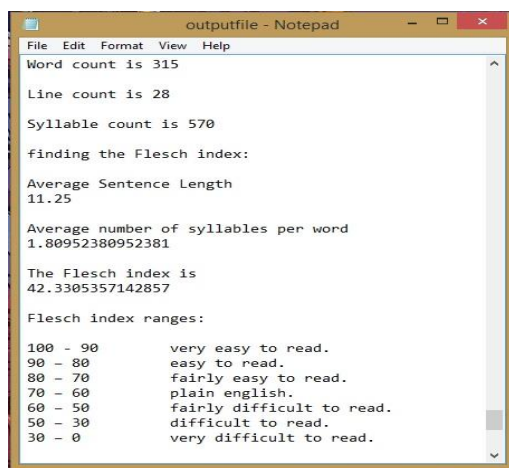 outputfile - Notepad
File Edit Format View Help
Word count is 315
Line count is 28
Syllable count is 570
finding the Flesch index:
Average Sentence Length
11.25
Average number of syllables per word
1.80952380952381
The Flesch index is
42.3305357142857
Flesch index ranges:
100 - 90 very easy to read.
90 – 80 easy to read.
80 – 70 fairly easy to read.
70 – 60 plain english.
60 – 50 fairly difficult to read.
50 – 30 difficult to read.
30 – 0 very difficult to read.